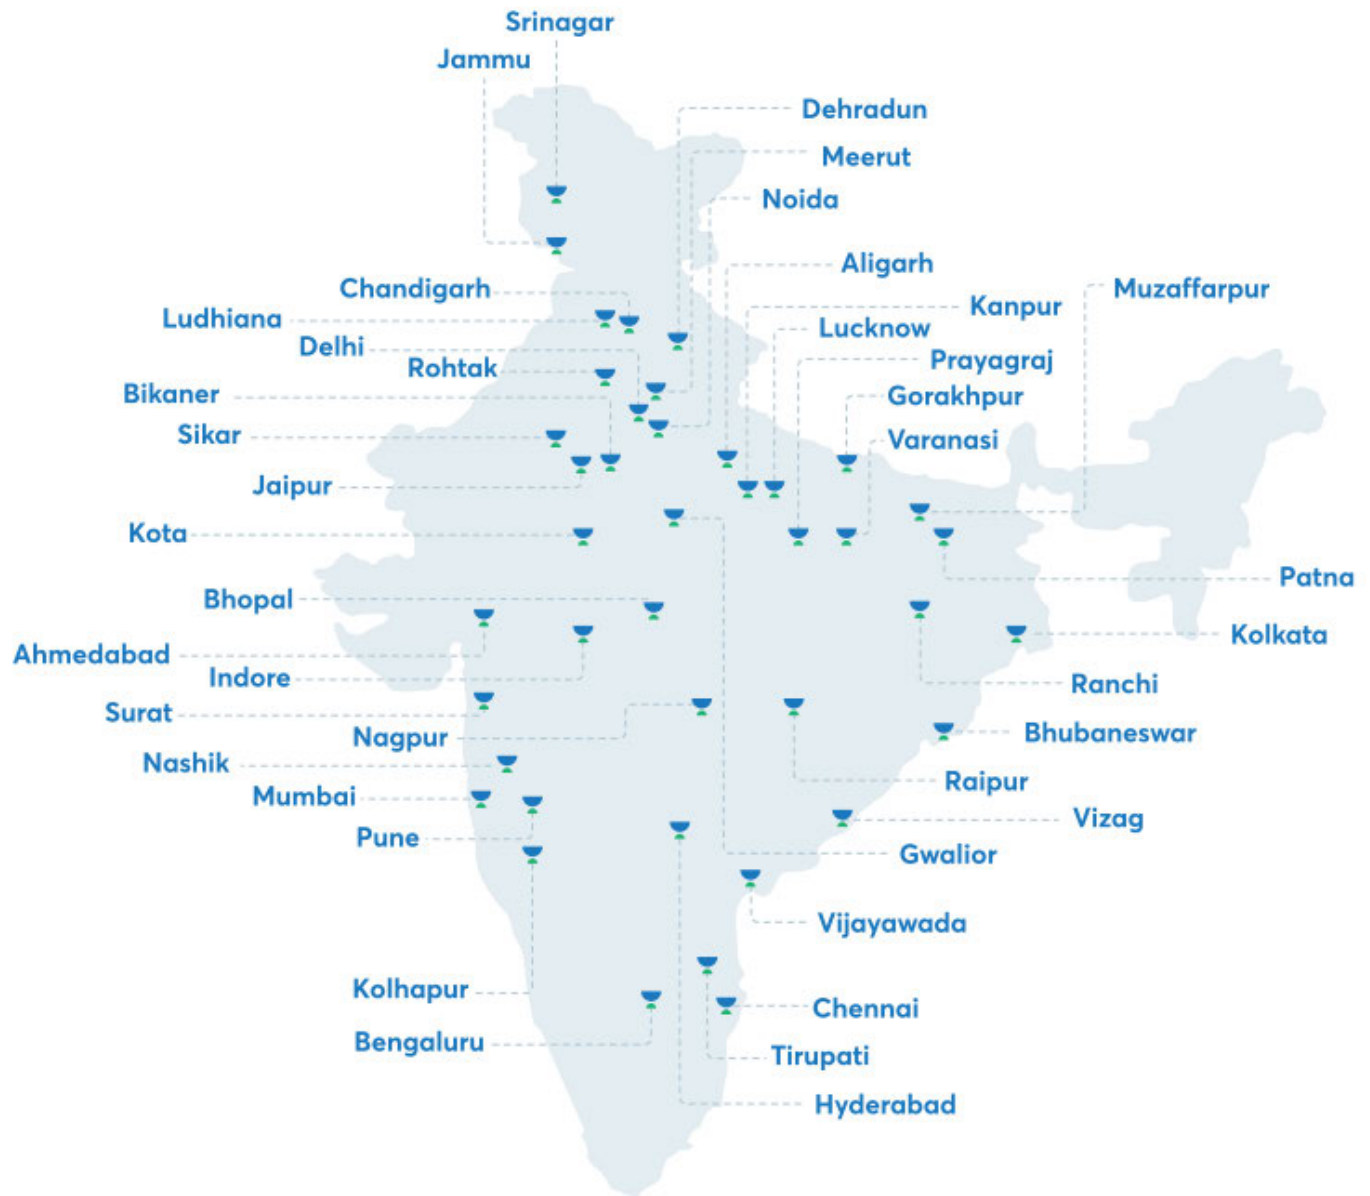 Srinagar
Jammu
Dehradun
Meerut
Noida
Aligarh
Chandigarh
Muzaffarpur
Kanpur
Ludhiana
Lucknow
Delhi
Prayagraj
Rohtak
Bikaner
Gorakhpur
Sikar
Varanasi
Jaipur
Kota
Patna
Bhopal
Kolkata
Ahmedabad
Indore
Ranchi
Surat
Bhubaneswar
Nagpur
Nashik
Raipur
Mumbai
Vizag
Pune
Gwalior
Vijayawada
Kolhapur
Chennai
Bengaluru
Tirupati
Hyderabad